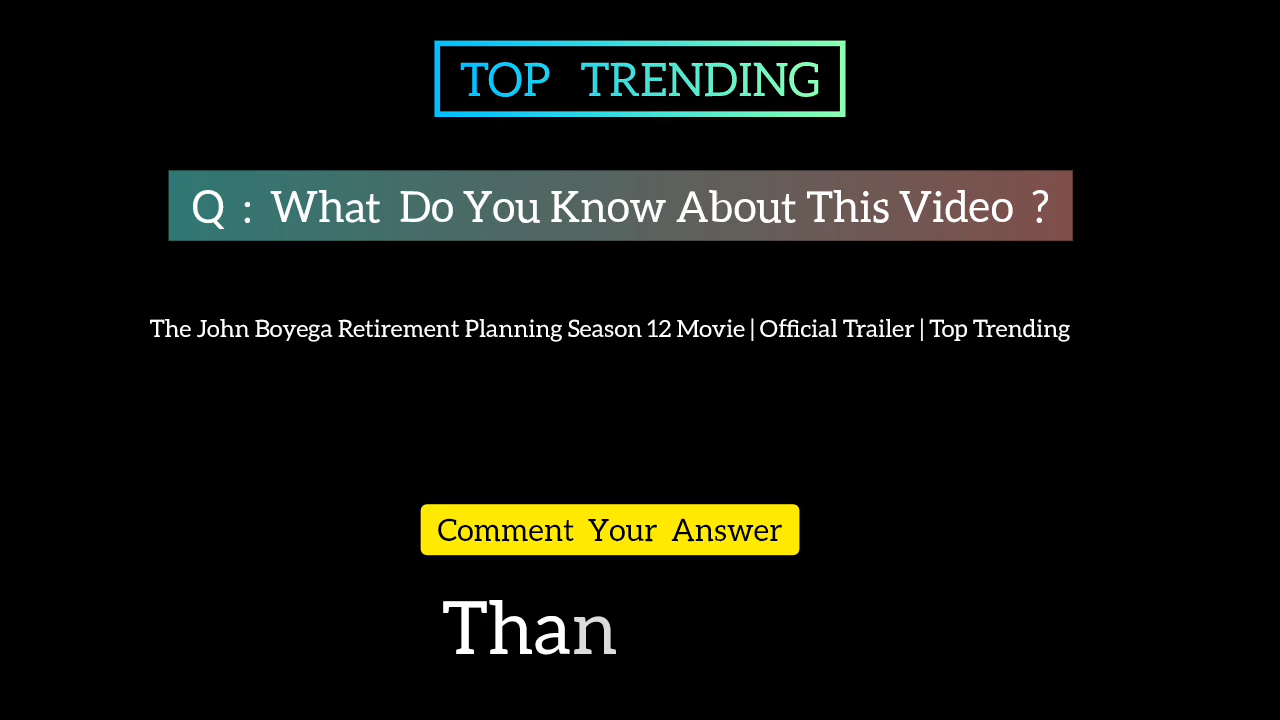 TOP TRENDING
Q : What Do You Know About This Video ?
The John Boyega Retirement Planning Season 12 Movie | Official Trailer | Top Trending
Comment Your Answer
Than